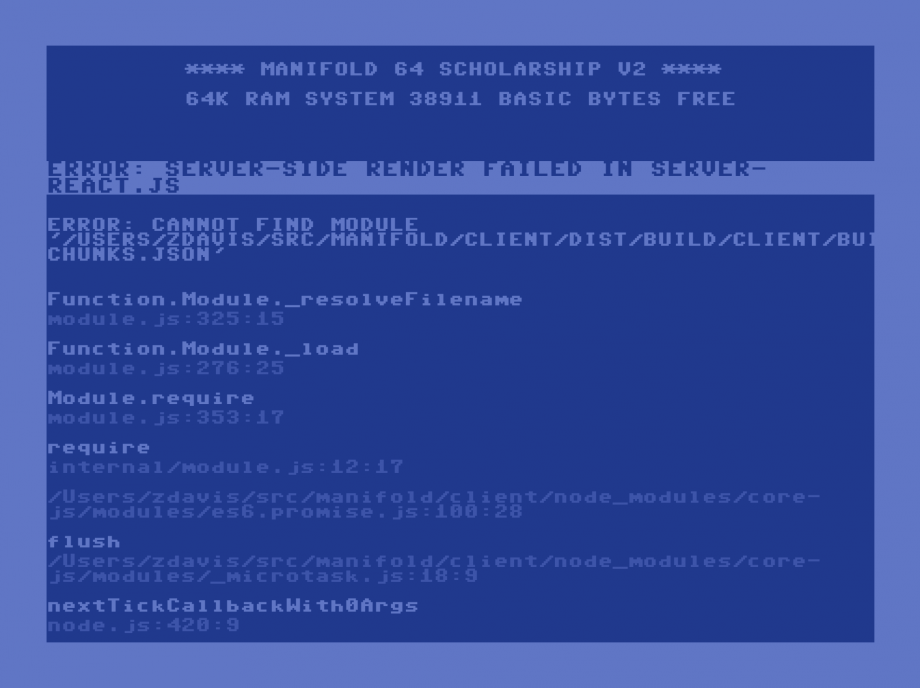 **** MANIFOLD 64 SCHOLARSHIP V2 ****
64K RAM SYSTEM 38911 BASIC BYTES FREE
ERROR: SERVER-SIDE RENDER FAILED IN SERVER-
REACT.JS
ERROR: CANNOT FIND MODULE
'/USERS/ZDAVIS/SRC/MANIFOLD/CLIENT/DIST/BUILD/CLIENT/BUI
CHUNKS.JSON'
Function.Module._resolveFilename
module.js:325:15
Function.Module._load
module.js:276:25
Module.require
module.js:353:17
require
internal/module.js:12:17
/Users/zdavis/src/manifold/client/node_modules/core-
js/modules/es6.promise.js:100:28
flush
/Users/zdavis/src/manifold/client/node_modules/core-
js/modules/_microtask.js:18:9
nextTickCallbackWith0Args
node.js:420:9